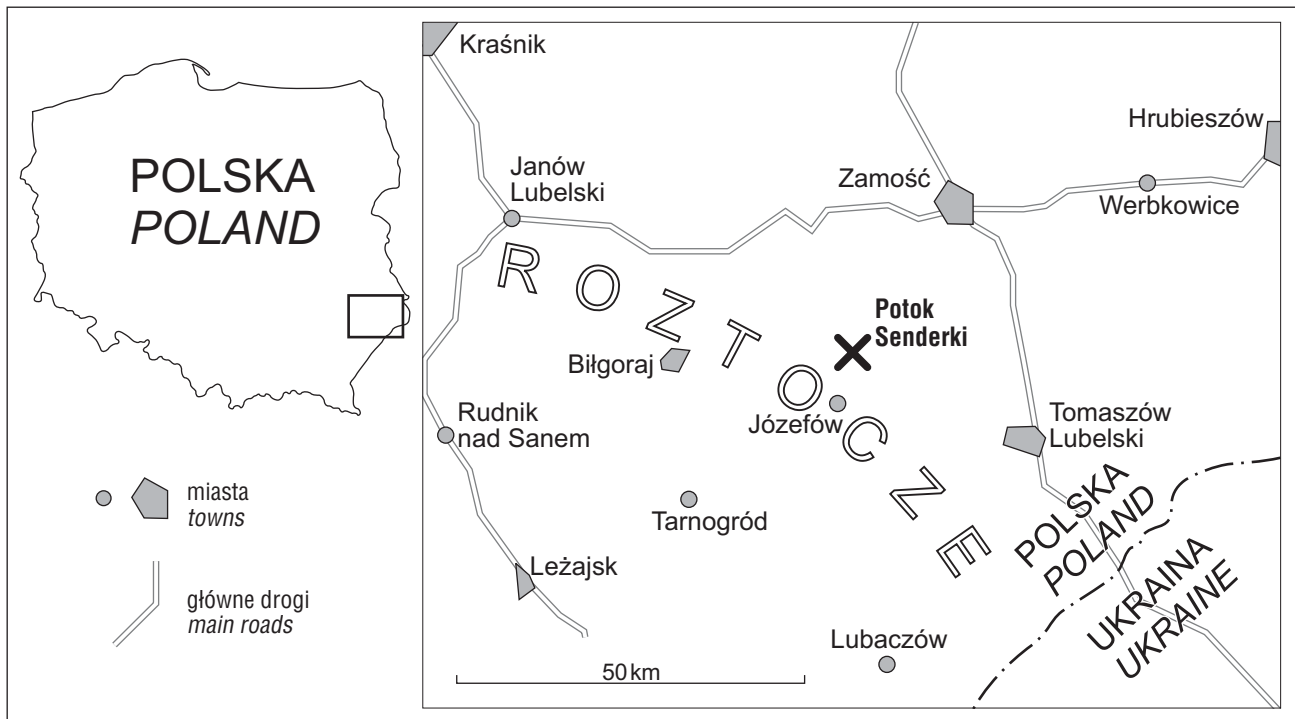 POLSKA
POLAND
miasta
towns
główne drogi
main roads
Kraśnik
Hrubieszów
Janów
Lubelski
Zamość
Werbkowice
ROZTOCZE
Potok
Senderki
Biłgoraj
Józefów
Rudnik
nad Sanem
Tomaszów
Lubelski
Tarnogród
POLSKA
POLAND
UKRAINA
UKRAINE
Leżajsk
Lubaczów
50 km